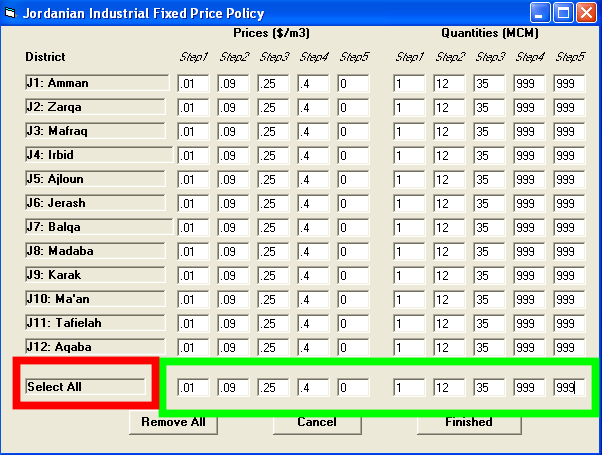 Jordanian Industrial Fixed Price Policy
Prices ($/m3) Quantities (MCM)
District Step1 Step2 Step3 Step4 Step5 Step1 Step2 Step3 Step4 Step5
J1: Amman .01 .09 .25 .4 0 1 12 35 999 999
J2: Zarqa .01 .09 .25 .4 0 1 12 35 999 999
J3: Mafraq .01 .09 .25 .4 0 1 12 35 999 999
J4: Irbid .01 .09 .25 .4 0 1 12 35 999 999
J5: Ajloun .01 .09 .25 .4 0 1 12 35 999 999
J6: Jerash .01 .09 .25 .4 0 1 12 35 999 999
J7: Balqa .01 .09 .25 .4 0 1 12 35 999 999
J8: Madaba .01 .09 .25 .4 0 1 12 35 999 999
J9: Karak .01 .09 .25 .4 0 1 12 35 999 999
J10: Ma'an .01 .09 .25 .4 0 1 12 35 999 999
J11: Tafielah .01 .09 .25 .4 0 1 12 35 999 999
J12: Aqaba .01 .09 .25 .4 0 1 12 35 999 999
Select All .01 .09 .25 .4 0 1 12 35 999 999
Remove All Cancel Finished